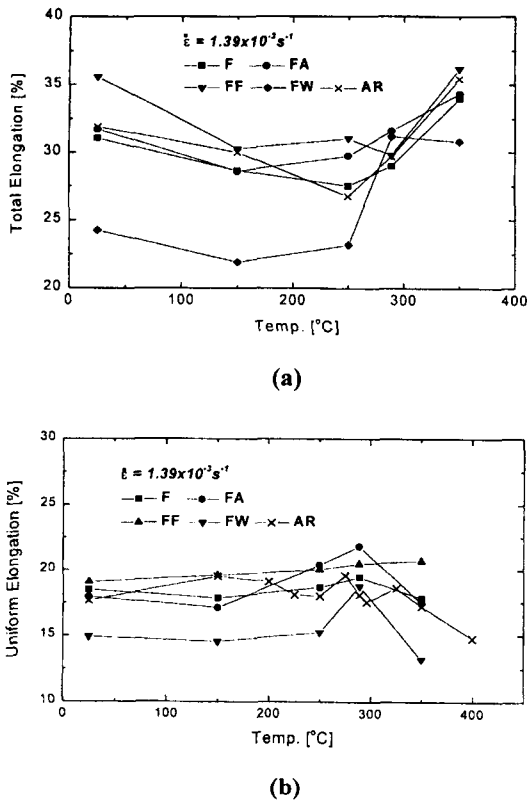 35
30
25
20
Total Elongation [%]
ε̇ = 1.39x10⁻³s⁻¹
F FA
FF FW AR
0 100 200 300 400
Temp. [°C]
(a)
30
25
20
15
10
Uniform Elongation [%]
ε̇ = 1.39x10⁻³s⁻¹
F FA
FF FW AR
0 100 200 300 400
Temp. [°C]
(b)